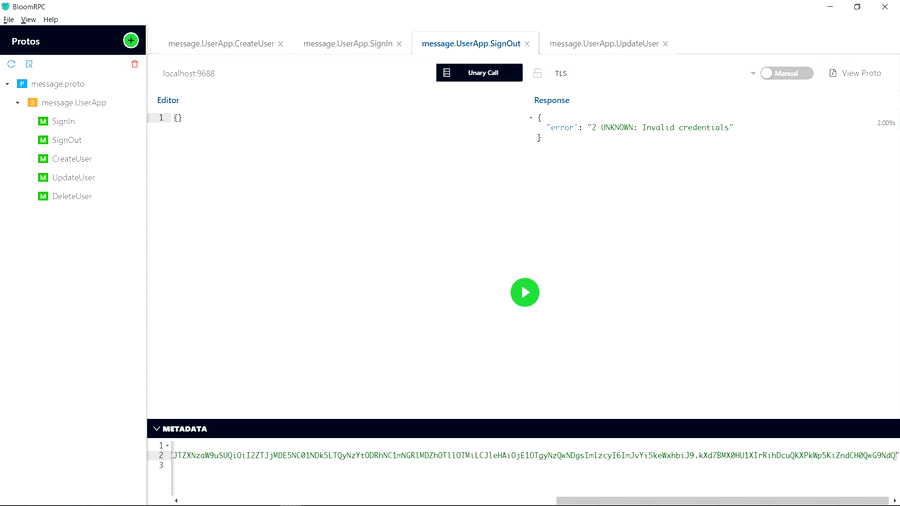 BloomRPC
File View Help
Protos
message.UserApp.CreateUser
message.UserApp.SignIn
message.UserApp.SignOut
message.UserApp.UpdateUser
localhost:9688
Unary Call
TLS
Manual
View Proto
message.proto
message.UserApp
SignIn
SignOut
CreateUser
UpdateUser
DeleteUser
Editor
1 {}
Response
{
"error": "2 UNKNOWN: Invalid credentials"
}
2.009s
METADATA
1
2
3